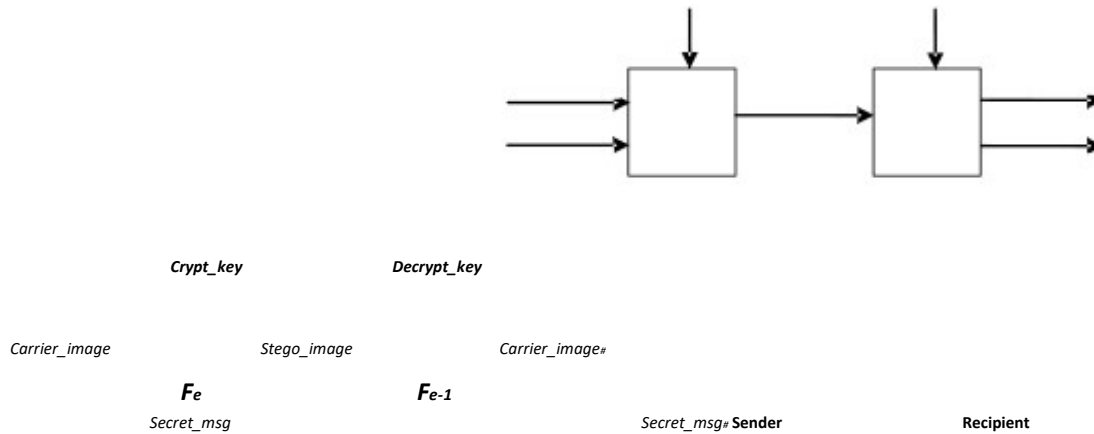 Crypt_key Decrypt_key
Carrier_image Stego_image Carrier_image#
Fe Fe-1
Secret_msg Secret_msg# Sender Recipient